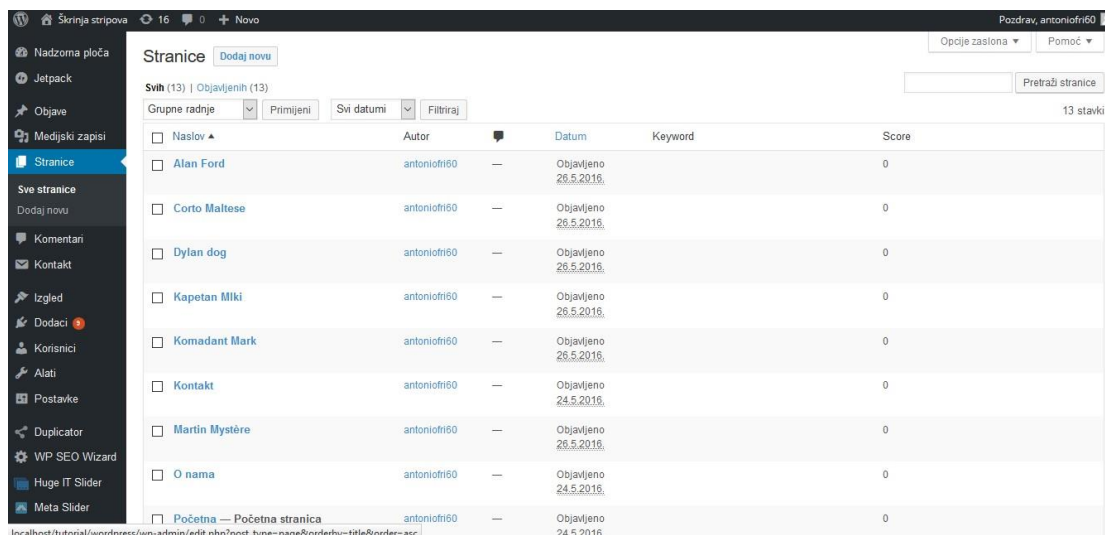 Škrinja stripova 16 0 + Novo Pozdrav, antoniofri60
Nadzorna ploča
Jetpack
Objave
Medijski zapisi
Stranice
Sve stranice
Dodaj novu
Komentari
Kontakt
Izgled
Dodaci 9
Korisnici
Alati
Postavke
Duplicator
WP SEO Wizard
Huge IT Slider
Meta Slider
Opcije zaslona ▼ Pomoć ▼
Stranice Dodaj novu
Svih (13) | Objavljenih (13)
Pretraži stranice
Grupne radnje Primijeni Svi datumi Filtriraj 13 stavki
Naslov ▲ Autor Datum Keyword Score
Alan Ford antoniofri60 — Objavljeno 0
26.5.2016.
Corto Maltese antoniofri60 — Objavljeno 0
26.5.2016.
Dylan dog antoniofri60 — Objavljeno 0
26.5.2016.
Kapetan MIki antoniofri60 — Objavljeno 0
26.5.2016.
Komadant Mark antoniofri60 — Objavljeno 0
26.5.2016.
Kontakt antoniofri60 — Objavljeno 0
24.5.2016.
Martin Mystère antoniofri60 — Objavljeno 0
26.5.2016.
O nama antoniofri60 — Objavljeno 0
24.5.2016.
Početna — Početna stranica antoniofri60 — Objavljeno 0
24.5.2016.
localhost/tutorial/wordpress/wp-admin/edit.php?post_type=page&orderby=title&order=asc